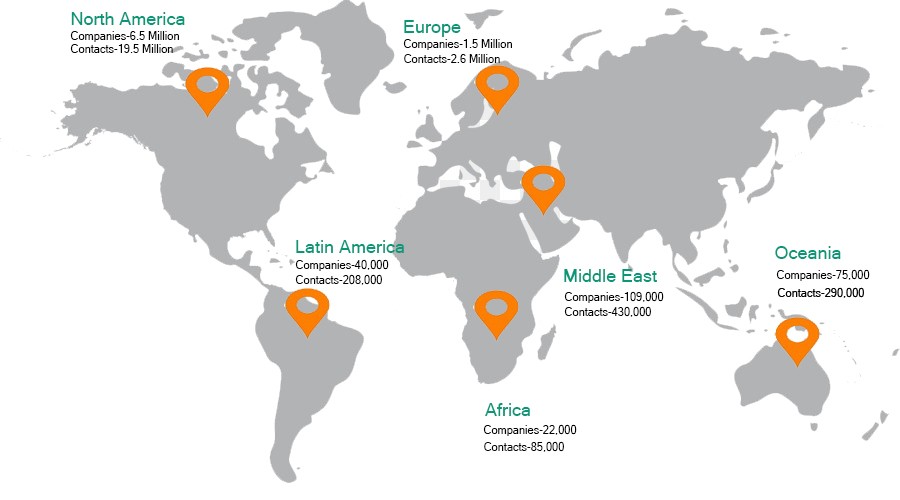 North America
Companies-6.5 Million
Contacts-19.5 Million
Europe
Companies-1.5 Million
Contacts-2.6 Million
Latin America
Companies-40,000
Contacts-208,000
Middle East
Companies-109,000
Contacts-430,000
Oceania
Companies-75,000
Contacts-290,000
Africa
Companies-22,000
Contacts-85,000